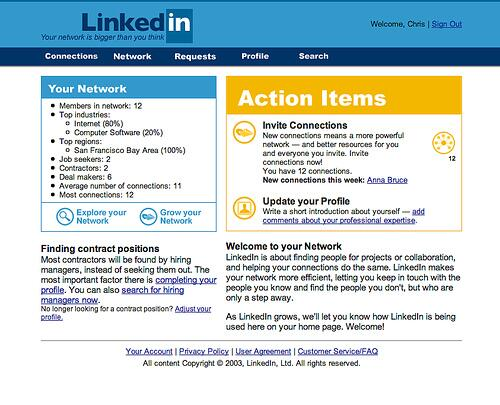 Linkedin
Your network is bigger than you think
Welcome, Chris | Sign Out
Connections Network Requests Profile Search
Your Network
Members in network: 12
Top industries:
Internet (80%)
Computer Software (20%)
Top regions:
San Francisco Bay Area (100%)
Job seekers: 2
Contractors: 2
Deal makers: 6
Average number of connections: 11
Most connections: 12
Explore your
Network
Grow your
Network
Action Items
Invite Connections
New connections means a more powerful
network — and better resources for you
and everyone you invite. Invite
connections now!
You have 12 connections.
New connections this week: Anna Bruce
12
Update your Profile
Write a short introduction about yourself — add
comments about your professional expertise.
Finding contract positions
Most contractors will be found by hiring
managers, instead of seeking them out. The
most important factor there is completing your
profile. You can also search for hiring
managers now.
No longer looking for a contract position? Adjust your
profile.
Welcome to your Network
LinkedIn is about finding people for projects or collaboration,
and helping your connections do the same. LinkedIn makes
your network more efficient, letting you keep in touch with the
people you know and find the people you don't, but who are
only a step away.
As LinkedIn grows, we'll let you know how LinkedIn is being
used here on your home page. Welcome!
Your Account | Privacy Policy | User Agreement | Customer Service/FAQ
All content Copyright © 2003, LinkedIn, Ltd. All rights reserved.